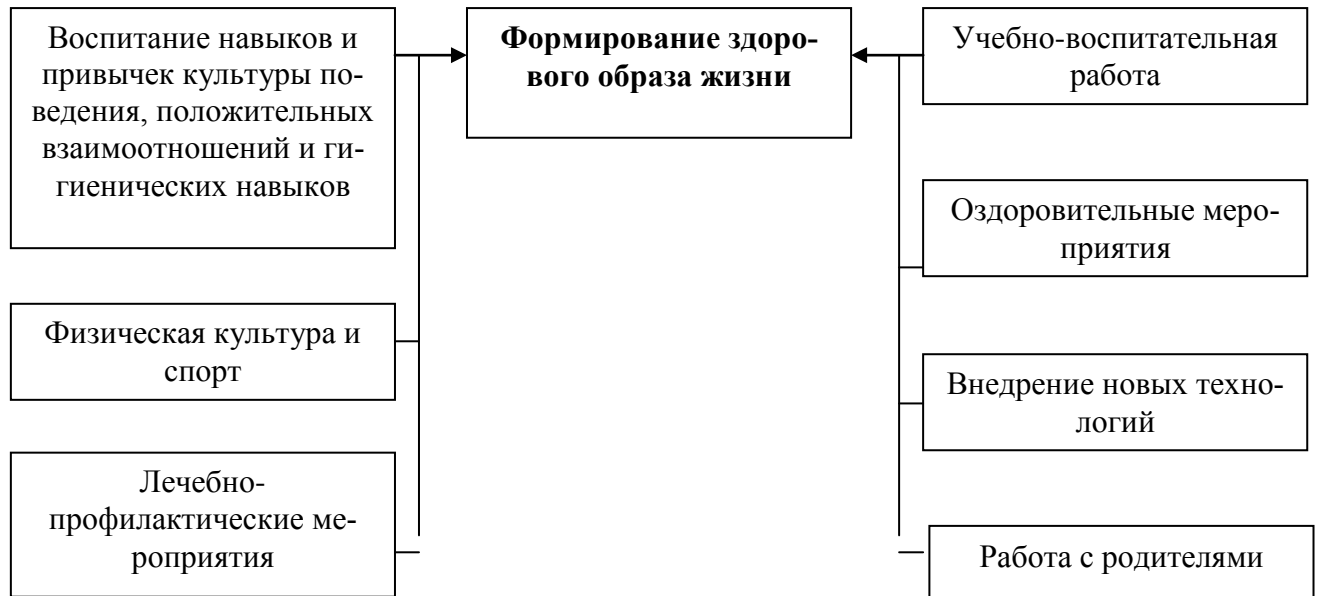 Воспитание навыков и
привычек культуры по-
ведения, положительных
взаимоотношений и ги-
гиенических навыков
Формирование здоро-
вого образа жизни
Учебно-воспитательная
работа
Оздоровительные меро-
приятия
Физическая культура и
спорт
Внедрение новых техно-
логий
Лечебно-
профилактические ме-
роприятия
Работа с родителями